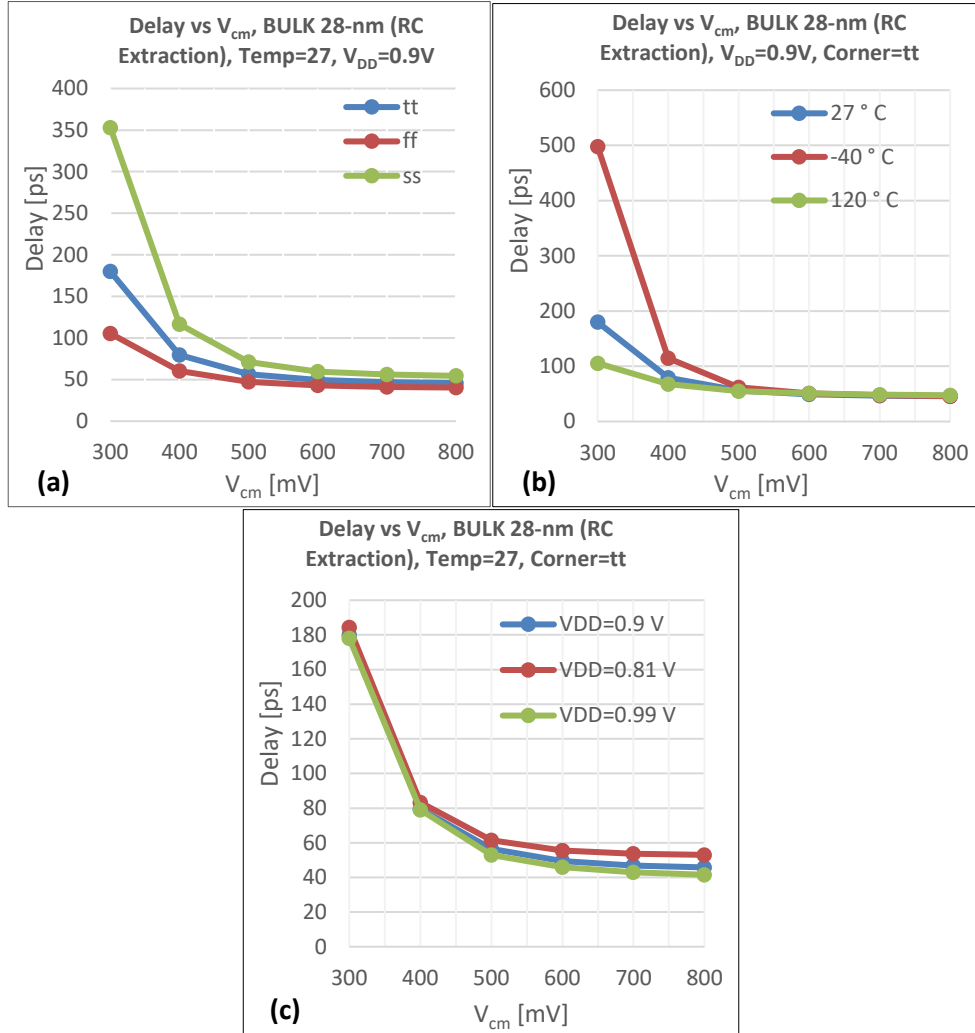 Delay vs Vcm, BULK 28-nm (RC
Extraction), Temp=27, VDD=0.9V
400
350
300
250
200
150
100
50
0
Delay [ps]
tt
ff
ss
300 400 500 600 700 800
Vcm [mV]
(a)
Delay vs Vcm, BULK 28-nm (RC
Extraction), VDD=0.9V, Corner=tt
600
500
400
300
200
100
0
Delay [ps]
27 ° C
-40 ° C
120 ° C
300 400 500 600 700 800
Vcm [mV]
(b)
Delay vs Vcm, BULK 28-nm (RC
Extraction), Temp=27, Corner=tt
200
180
160
140
120
100
80
60
40
20
0
Delay [ps]
VDD=0.9 V
VDD=0.81 V
VDD=0.99 V
300 400 500 600 700 800
Vcm [mV]
(c)